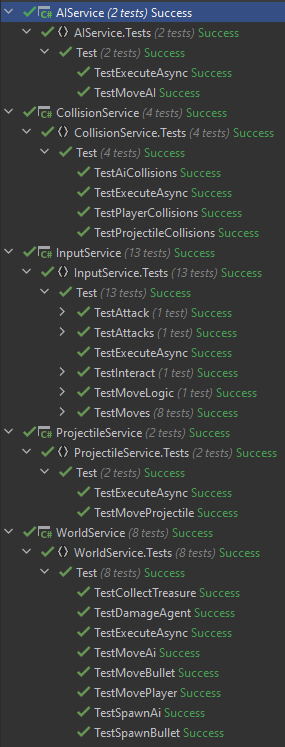 C# AIService (2 tests) Success
AIService.Tests (2 tests) Success
Test (2 tests) Success
TestExecuteAsync Success
TestMoveAI Success
C# CollisionService (4 tests) Success
CollisionService.Tests (4 tests) Success
Test (4 tests) Success
TestAiCollisions Success
TestExecuteAsync Success
TestPlayerCollisions Success
TestProjectileCollisions Success
C# InputService (13 tests) Success
InputService.Tests (13 tests) Success
Test (13 tests) Success
TestAttack (1 test) Success
TestAttacks (1 test) Success
TestExecuteAsync Success
TestInteract (1 test) Success
TestMoveLogic (1 test) Success
TestMoves (8 tests) Success
C# ProjectileService (2 tests) Success
ProjectileService.Tests (2 tests) Success
Test (2 tests) Success
TestExecuteAsync Success
TestMoveProjectile Success
C# WorldService (8 tests) Success
WorldService.Tests (8 tests) Success
Test (8 tests) Success
TestCollectTreasure Success
TestDamageAgent Success
TestExecuteAsync Success
TestMoveAi Success
TestMoveBullet Success
TestMovePlayer Success
TestSpawnAi Success
TestSpawnBullet Success